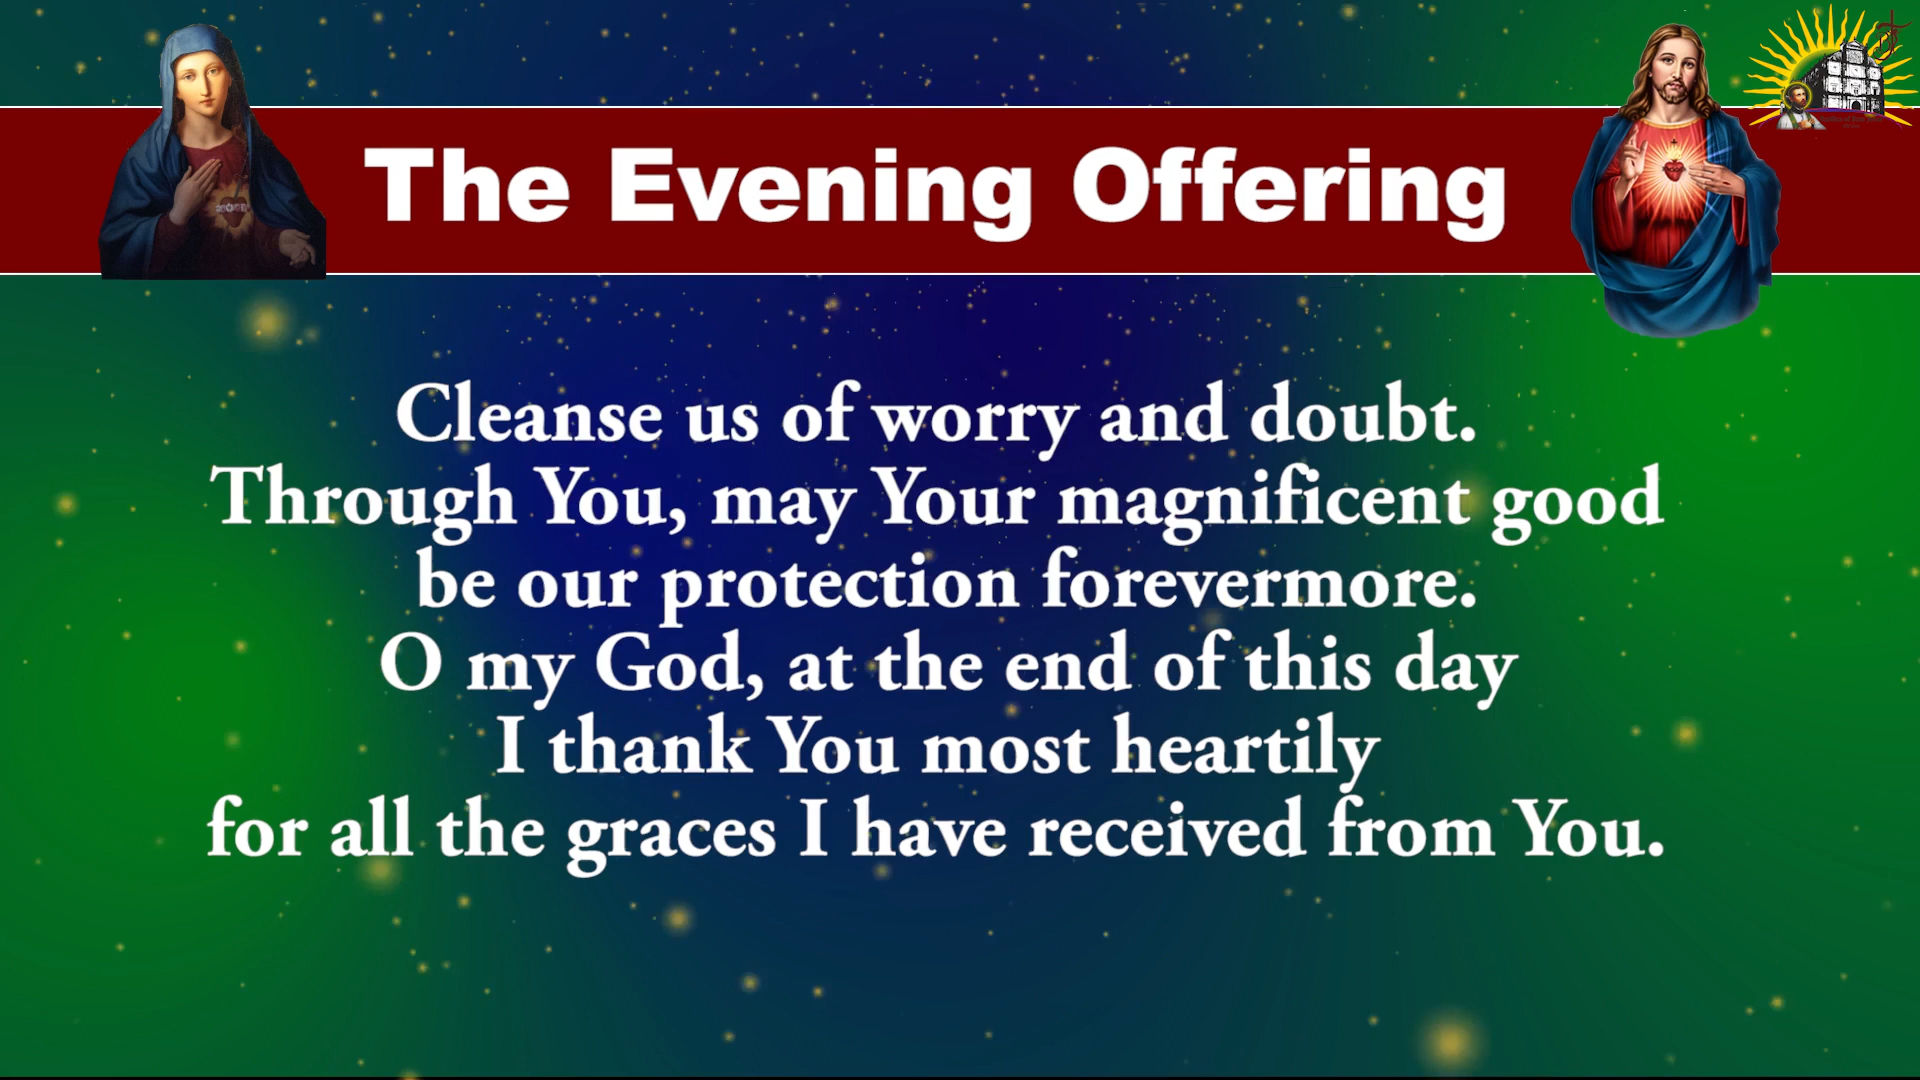 The Evening Offering
Cleanse us of worry and doubt.
Through You, may Your magnificent good
be our protection forevermore.
O my God, at the end of this day
I thank You most heartily
for all the graces I have received from You.